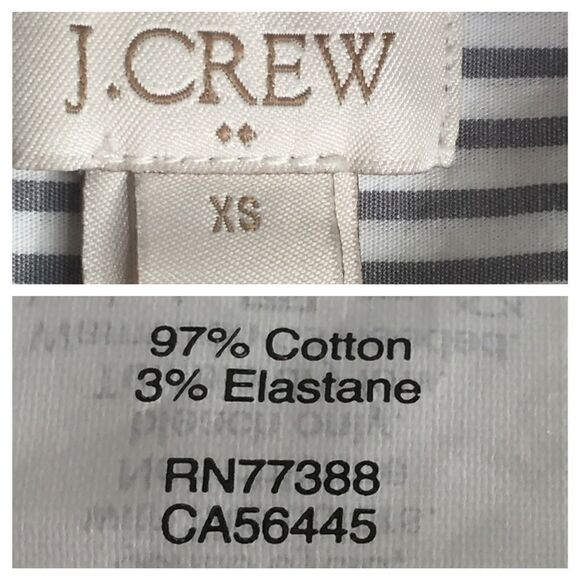 J.CREW
XS
97% Cotton
3% Elastane
RN77388
CA56445